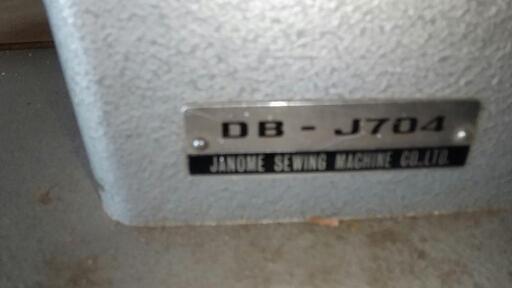 DB - J704
JANOME SEWING MACHINE CO.,LTD.